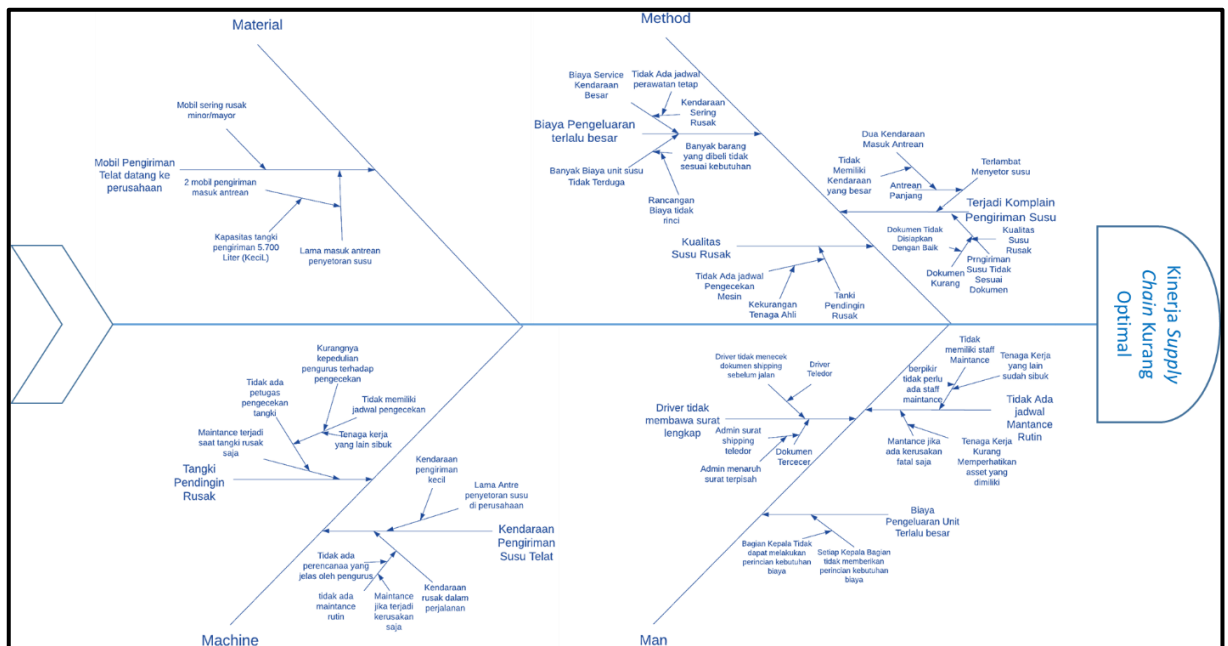 Material
Mobil sering rusak
minor/mayor
Mobil Pengiriman
Telat datang ke
perusahaan
2 mobil pengiriman
masuk antrean
Kapasitas tangki
pengiriman 5.700
Liter (KeciL)
Lama masuk antrean
penyetoran susu
Method
Biaya Service
Kendaraan
Besar
Tidak Ada jadwal
perawatan tetap
Kendaraan
Sering
Rusak
Biaya Pengeluaran
terlalu besar
Banyak barang
yang dibeli tidak
sesuai kebutuhan
Banyak Biaya unit susu
Tidak Terduga
Rancangan
Biaya tidak
rinci
Dua Kendaraan
Masuk Antrean
Tidak
Memiliki
Kendaraan
yang besar
Antrean
Panjang
Terlambat
Menyetor susu
Terjadi Komplain
Pengiriman Susu
Dokumen Tidak
Disiapkan
Dengan Baik
Kualitas
Susu
Rusak
Dokumen
Kurang
Prngiriman
Susu Tidak
Sesuai
Dokumen
Kualitas
Susu Rusak
Tidak Ada jadwal
Pengecekan
Mesin
Kekurangan
Tenaga Ahli
Tanki
Pendingin
Rusak
Kinerja Supply
Chain Kurang
Optimal
Kurangnya
kepedulian
pengurus terhadap
pengecekan
Tidak ada
petugas
pengecekan
tangki
Tidak memiliki
jadwal pengecekan
Maintance terjadi
saat tangki rusak
saja
Tenaga kerja
yang lain sibuk
Tangki
Pendingin
Rusak
Kendaraan
pengiriman
kecil
Lama Antre
penyetoran susu
di perusahaan
Kendaraan
Pengiriman
Susu Telat
Tidak ada
perencanaa yang
jelas oleh pengurus
tidak ada
maintance
rutin
Maintance
jika terjadi
kerusakan
saja
Kendaraan
rusak dalam
perjalanan
Machine
Driver tidak menecek
dokumen shipping
sebelum jalan
Driver
Teledor
Driver tidak
membawa surat
lengkap
Admin surat
shipping
teledor
Dokumen
Tercecer
Admin menaruh
surat terpisah
Tidak
memiliki staff
Maintance
Tenaga Kerja
yang lain
sudah sibuk
berpikir
tidak perlu
ada staff
maintance
Tidak Ada
jadwal
Mantance
Rutin
Mantance jika
ada kerusakan
fatal saja
Tenaga Kerja
Kurang
Memperhatikan
asset yang
dimiliki
Biaya
Pengeluaran Unit
Terlalu besar
Bagian Kepala Tidak
dapat melakukan
perincian kebutuhan
biaya
Setiap Kepala Bagian
tidak memberikan
perincian kebutuhan
biaya
Man